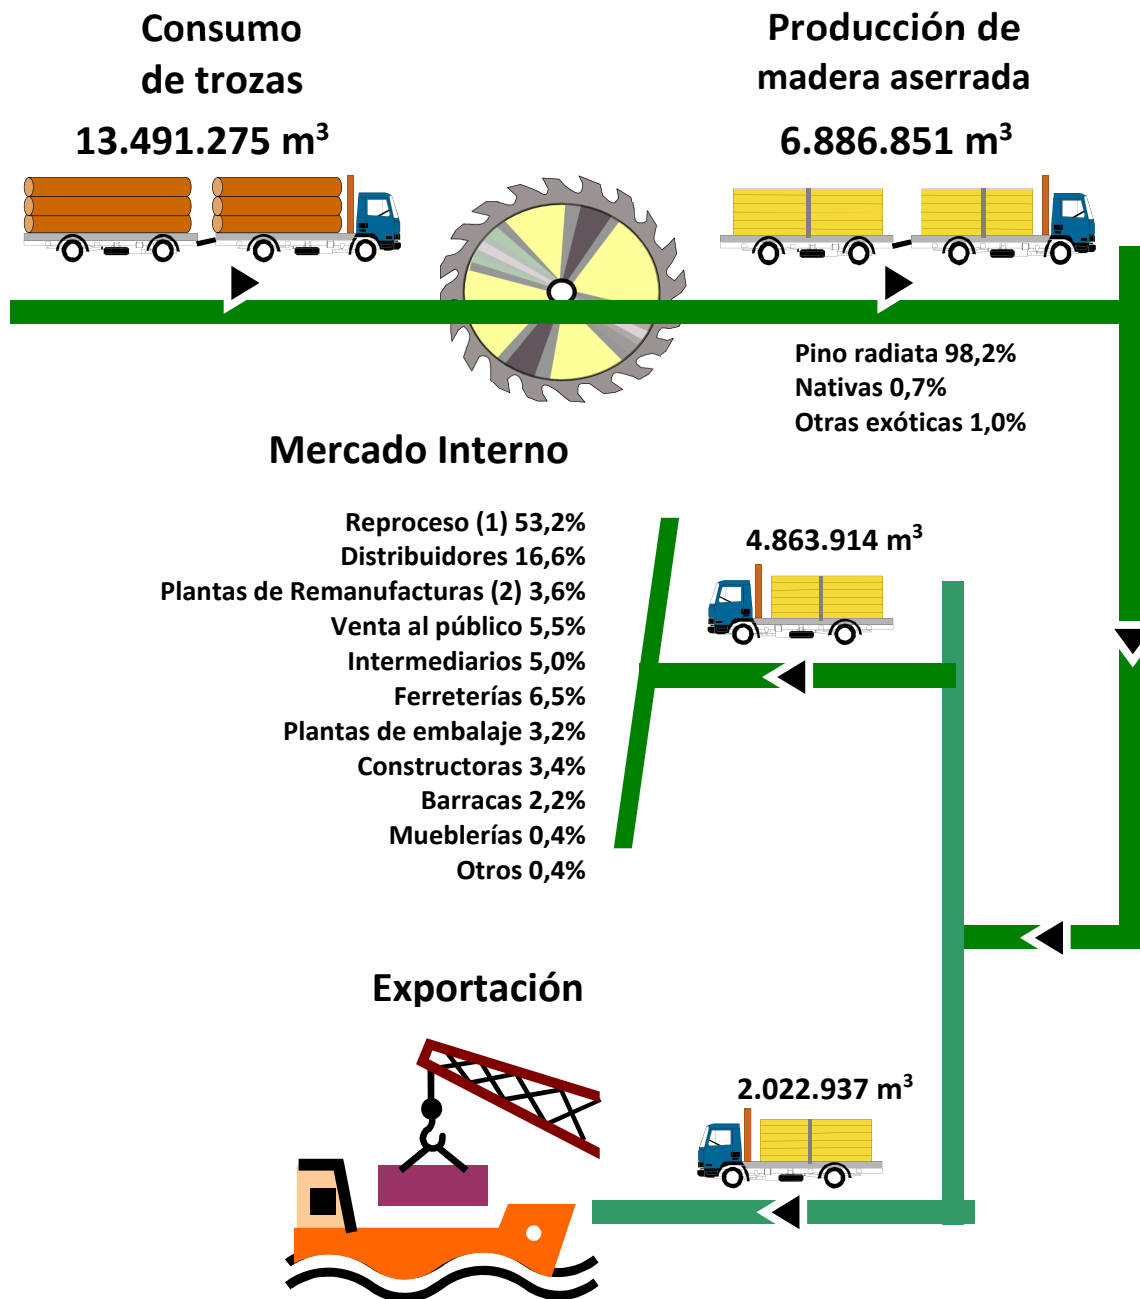 Consumo
de trozas
13.491.275 m³
Producción de
madera aserrada
6.886.851 m³
Pino radiata 98,2%
Nativas 0,7%
Otras exóticas 1,0%
Mercado Interno
Reproceso (1) 53,2%
Distribuidores 16,6%
Plantas de Remanufacturas (2) 3,6%
Venta al público 5,5%
Intermediarios 5,0%
Ferreterías 6,5%
Plantas de embalaje 3,2%
Constructoras 3,4%
Barracas 2,2%
Mueblerías 0,4%
Otros 0,4%
4.863.914 m³
Exportación
2.022.937 m³